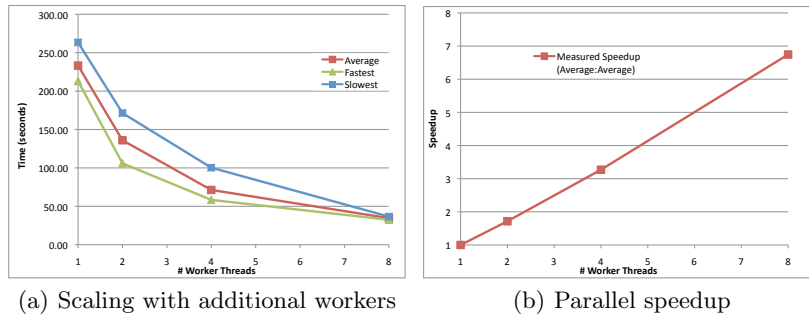 300.00
250.00
200.00
150.00
100.00
50.00
0.00
Time (seconds)
Average
Fastest
Slowest
1 2 3 4 5 6 7 8
# Worker Threads
(a) Scaling with additional workers
8
7
6
5
4
3
2
1
Speedup
Measured Speedup
(Average:Average)
1 2 3 4 5 6 7 8
# Worker Threads
(b) Parallel speedup